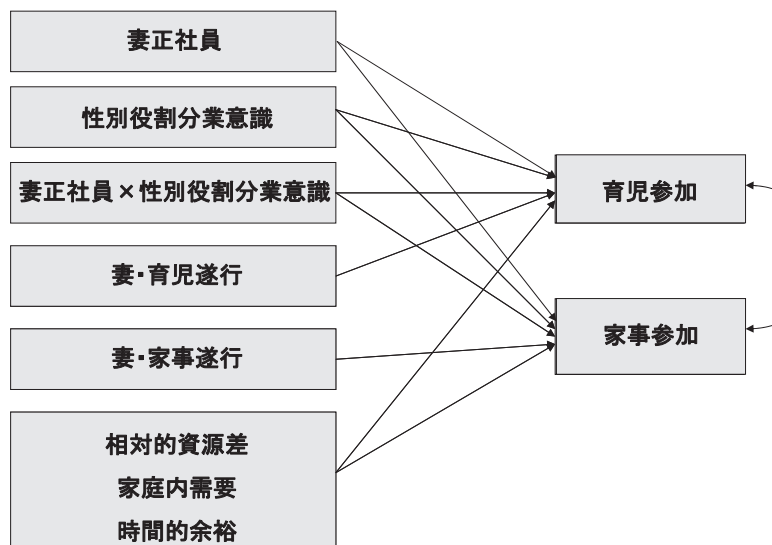 妻正社員
性別役割分業意識
妻正社員×性別役割分業意識
妻・育児遂行
妻・家事遂行
相対的資源差
家庭内需要
時間的余裕
育児参加
家事参加